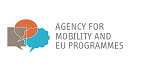 AGENCY FOR
MOBILITY AND
EU PROGRAMMES